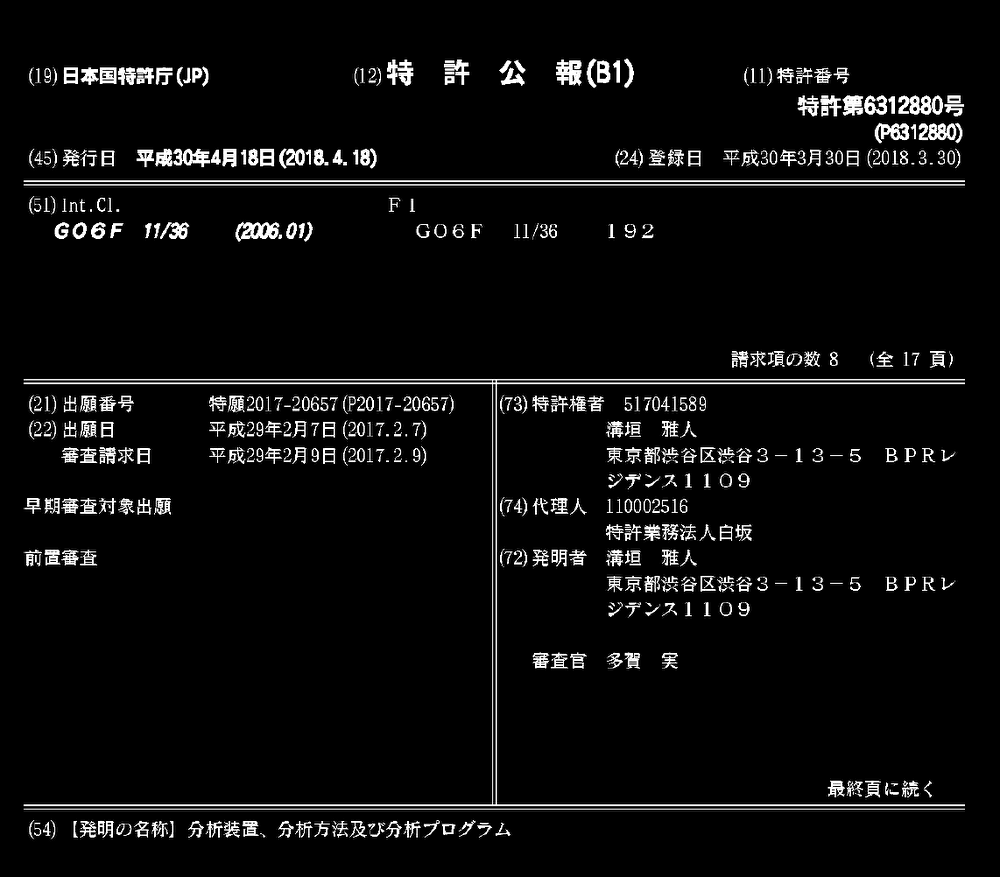 (19)日本国特許庁(JP) (12)特 許 公 報(B1) (11)特許番号
特許第6312880号
(P6312880)
(45)発行日 平成30年4月18日(2018.4.18) (24)登録日 平成30年3月30日(2018.3.30)
(51)Int.Cl. F I
G06F 11/36 (2006.01) G06F 11/36 192
請求項の数 8 (全 17 頁)
(21)出願番号 特願2017-20657(P2017-20657)
(22)出願日 平成29年2月7日(2017.2.7)
審査請求日 平成29年2月9日(2017.2.9)
早期審査対象出願
前置審査
(73)特許権者 517041589
溝垣 雅人
東京都渋谷区渋谷3-13-5 BPRレ
ジデンス1109
(74)代理人 110002516
特許業務法人白坂
(72)発明者 溝垣 雅人
東京都渋谷区渋谷3-13-5 BPRレ
ジデンス1109
審査官 多賀 実
最終頁に続く
(54)【発明の名称】分析装置、分析方法及び分析プログラム